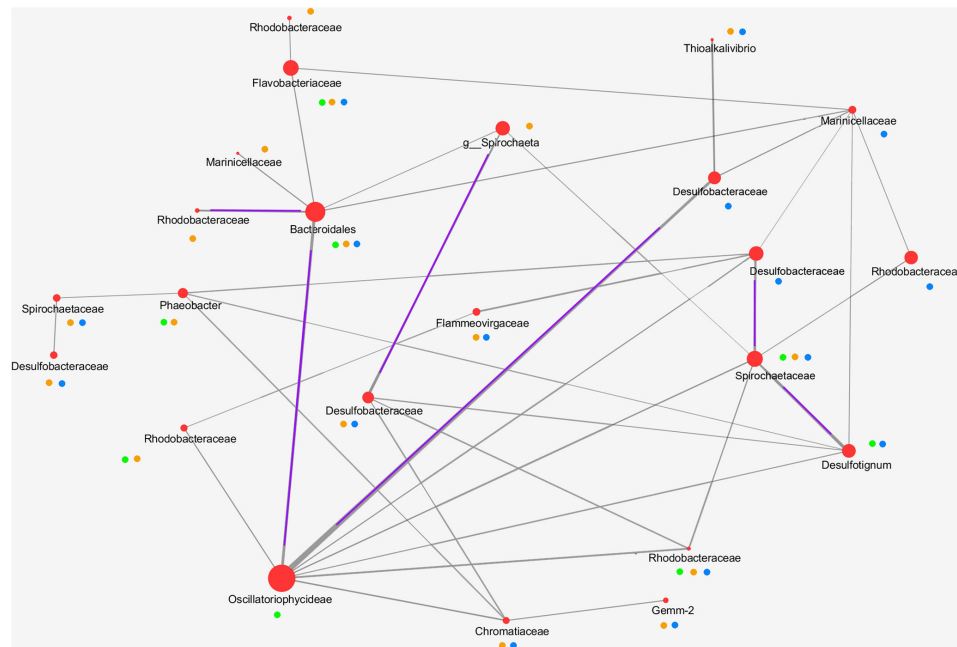 Rhodobacteraceae
Thioalkalivibrio
Flavobacteriaceae
Marinicellaceae
g__Spirochaeta
Marinicellaceae
Desulfobacteraceae
Rhodobacteraceae
Bacteroidales
Desulfobacteraceae
Rhodobacteracea
Spirochaetaceae
Phaeobacter
Flammeovirgaceae
Desulfobacteraceae
Spirochaetaceae
Desulfobacteraceae
Rhodobacteraceae
Desulfotignum
Rhodobacteraceae
Oscillatoriophycideae
Gemm-2
Chromatiaceae